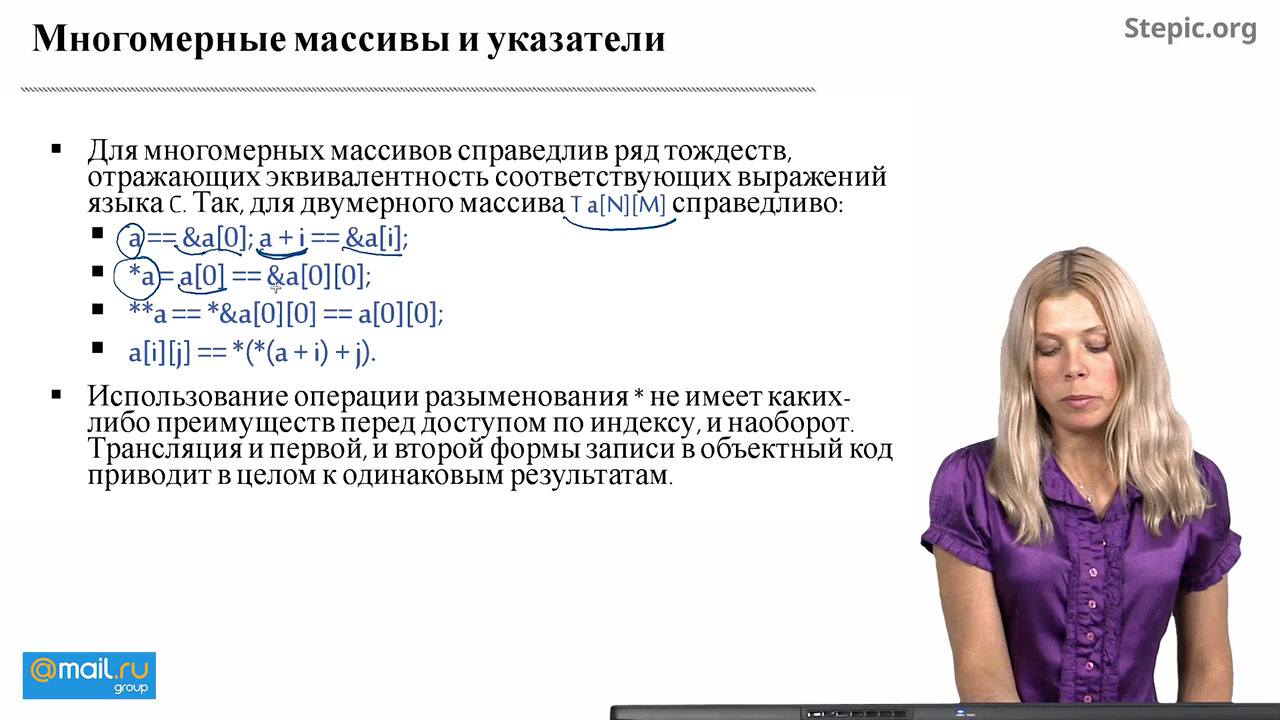 Многомерные массивы и указатели
Stepic.org
Для многомерных массивов справедлив ряд тождеств,
отражающих эквивалентность соответствующих выражений
языка C. Так, для двумерного массива T a[N][M] справедливо:
a == &a[0]; a + i == &a[i];
*a = a[0] == &a[0][0];
**a == *&a[0][0] == a[0][0];
a[i][j] == *(*(a + i) + j).
Использование операции разыменования * не имеет каких-
либо преимуществ перед доступом по индексу, и наоборот.
Трансляция и первой, и второй формы записи в объектный код
приводит в целом к одинаковым результатам.
@mail.ru
group